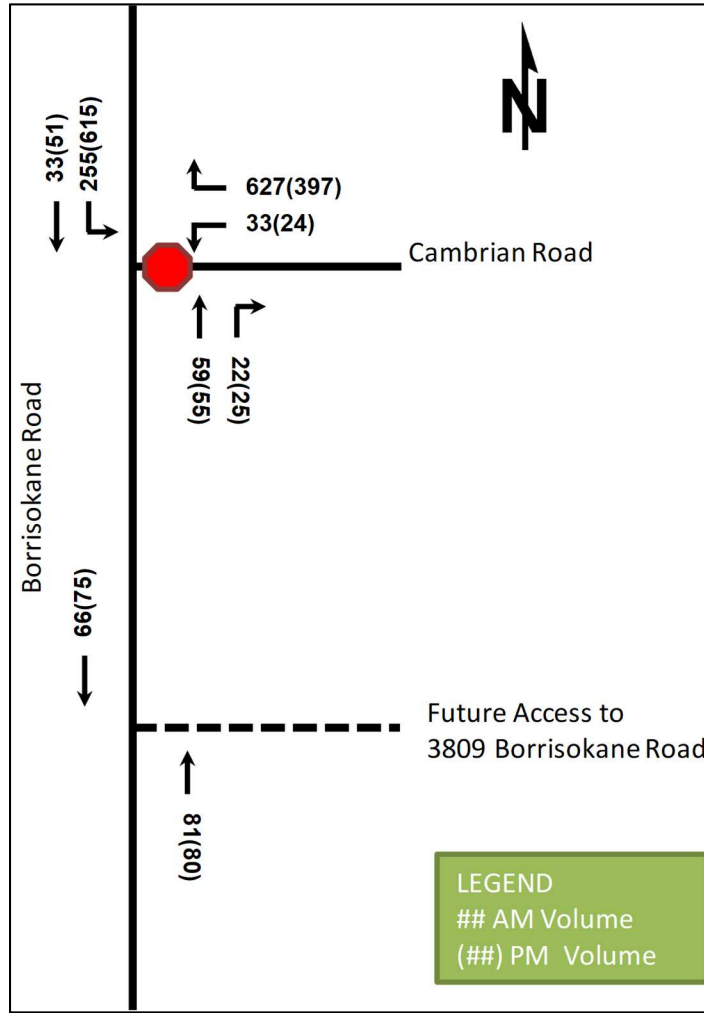 N
33(51)
255(615)
627(397)
33(24)
Cambrian Road
59(55)
22(25)
Borrisokane Road
66(75)
Future Access to
3809 Borrisokane Road
81(80)
LEGEND
## AM Volume
(##) PM Volume